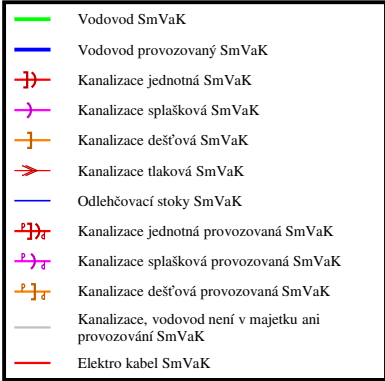 Vodovod SmVaK
Vodovod provozovaný SmVaK
Kanalizace jednotná SmVaK
Kanalizace splašková SmVaK
Kanalizace dešťová SmVaK
Kanalizace tlaková SmVaK
Odlehčovací stoky SmVaK
P d Kanalizace jednotná provozovaná SmVaK
P d Kanalizace splašková provozovaná SmVaK
P d Kanalizace dešťová provozovaná SmVaK
Kanalizace, vodovod není v majetku ani
provozování SmVaK
Elektro kabel SmVaK